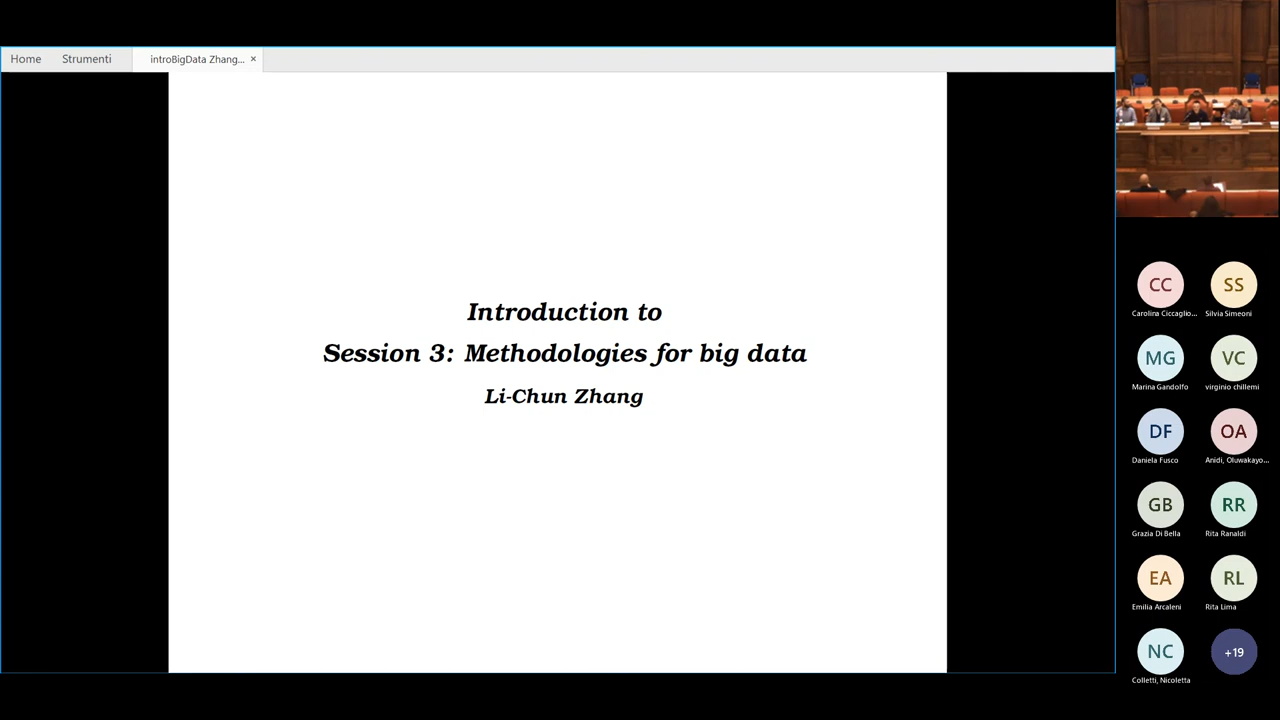 Home Strumenti introBigData Zhang... ×
Introduction to
Session 3: Methodologies for big data
Li-Chun Zhang
CC SS
Carolina Ciccaglio... Silvia Simeoni
MG VC
Marina Gandolfo virginio chillemi
DF OA
Daniela Fusco Anidi, Oluwakayo...
GB RR
Grazia Di Bella Rita Ranaldi
EA RL
Emilia Arcaleni Rita Lima
NC +19
Colletti, Nicoletta